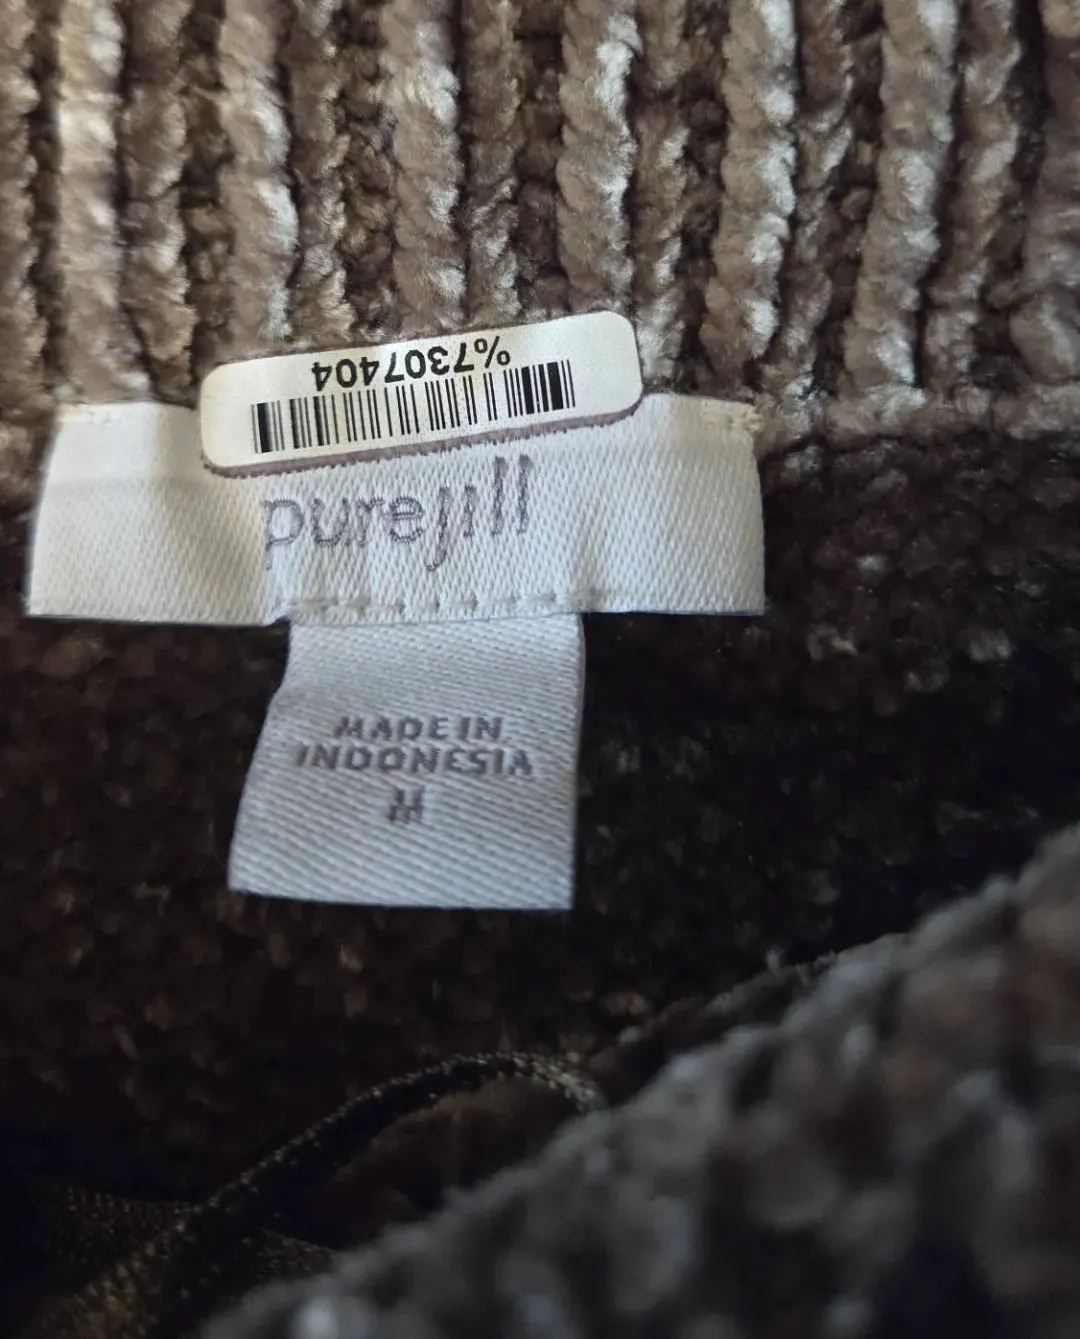 %7307404
purejill
MADE IN
INDONESIA
M